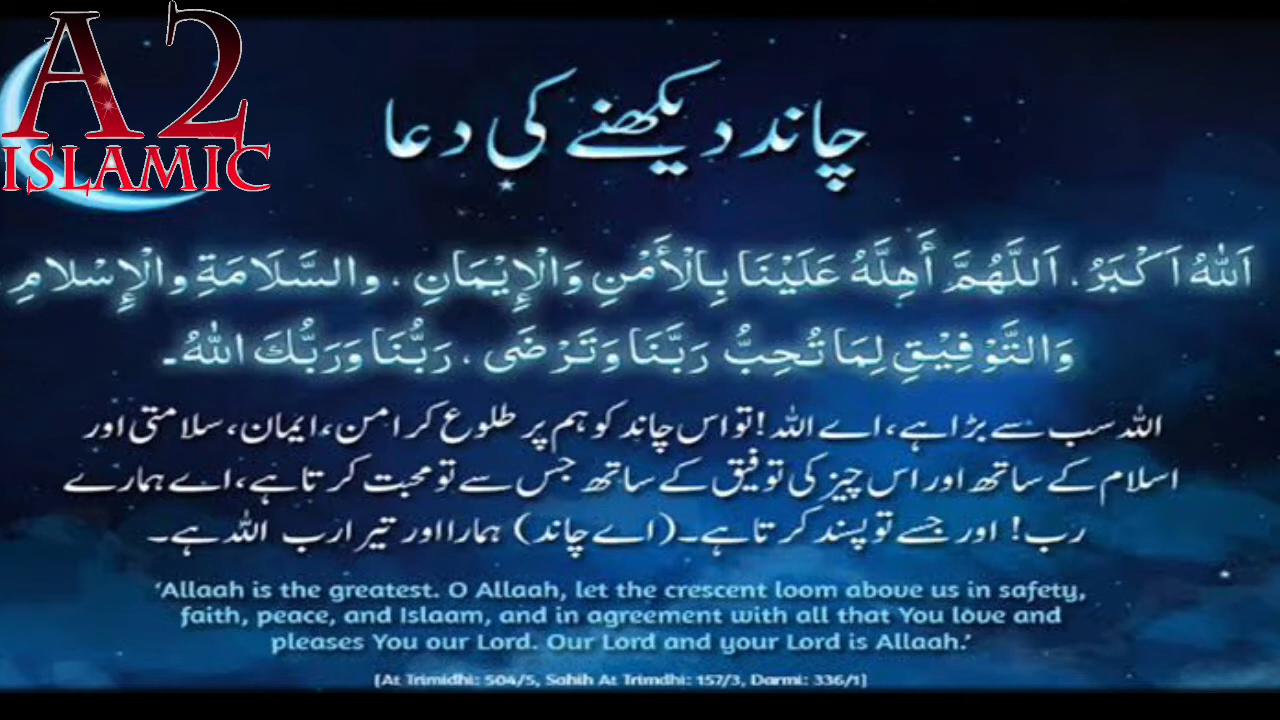 A2
ISLAMIC
چاند دیکھنے کی دعا
اَللّٰهُ اَكْبَرُ، اَللَّهُمَّ أَهِلَّهُ عَلَيْنَا بِالْأَمْنِ وَالْإِيْمَانِ، والسَّلَامَةِ والْإِسْلامِ
وَالتَّوْفِيْقِ لِمَا تُحِبُّ رَبَّنَا وَتَرْضَى، رَبُّنَا وَرَبُّكَ اللّٰهُ۔
اللہ سب سے بڑا ہے، اے اللہ! تو اس چاند کو ہم پر طلوع کر امن، ایمان، سلامتی اور
اسلام کے ساتھ اور اس چیز کی توفیق کے ساتھ جس سے تو محبت کرتا ہے، اے ہمارے
رب! اور جسے تو پسند کرتا ہے۔ (اے چاند) ہمارا اور تیرا رب اللہ ہے۔
‘Allaah is the greatest. O Allaah, let the crescent loom above us in safety,
faith, peace, and Islaam, and in agreement with all that You love and
pleases You our Lord. Our Lord and your Lord is Allaah.’
[At Trimidhi: 504/5, Sahih At Trimdhi: 157/3, Darmi: 336/1]